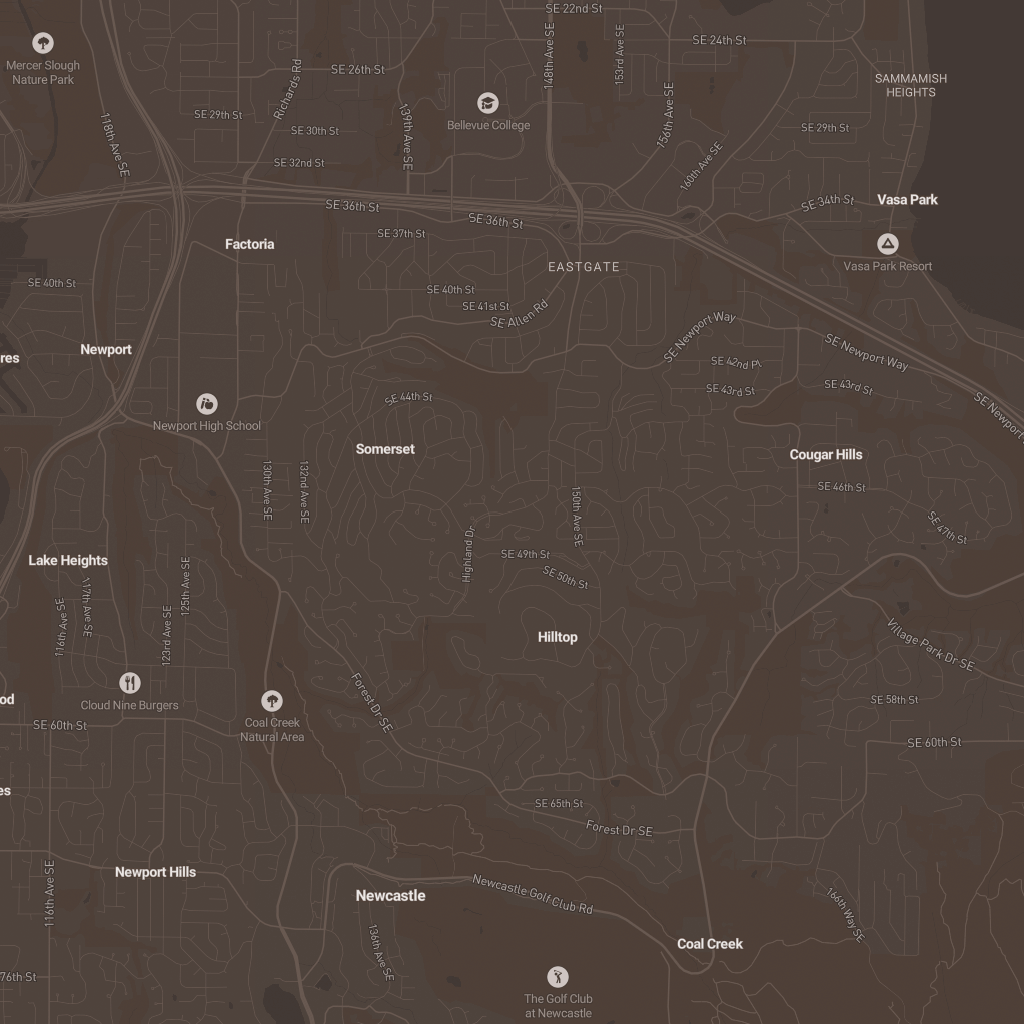 SE 22nd St
148th Ave SE
153rd Ave SE
SE 24th St
Mercer Slough
Nature Park
SE 26th St
Richards Rd
SAMMAMISH
HEIGHTS
156th Ave SE
139th Ave SE
118th Ave SE
SE 29th St
SE 30th St
Bellevue College
SE 29th St
SE 32nd St
160th Ave SE
SE 36th St
SE 36th St
SE 34th St
Vasa Park
SE 37th St
Factoria
EASTGATE
Vasa Park Resort
SE 40th St
SE 40th St
SE 41st St
SE Allen Rd
SE Newport Way
Newport
res
SE 42nd Pl
SE Newport Way
SE 43rd St
SE 43rd St
SE 44th St
SE Newport
Newport High School
Somerset
Cougar Hills
130th Ave SE
132nd Ave SE
SE 46th St
150th Ave SE
SE 47th St
Highland Dr
SE 49th St
Lake Heights
SE 50th St
125th Ave SE
117th Ave SE
116th Ave SE
123rd Ave SE
Hilltop
Village Park Dr SE
od
Cloud Nine Burgers
Forest Dr SE
SE 58th St
Coal Creek
Natural Area
SE 60th St
SE 60th St
es
SE 65th St
Forest Dr SE
Newport Hills
116th Ave SE
Newcastle
Newcastle Golf Club Rd
166th Way SE
136th Ave SE
Coal Creek
76th St
The Golf Club
at Newcastle